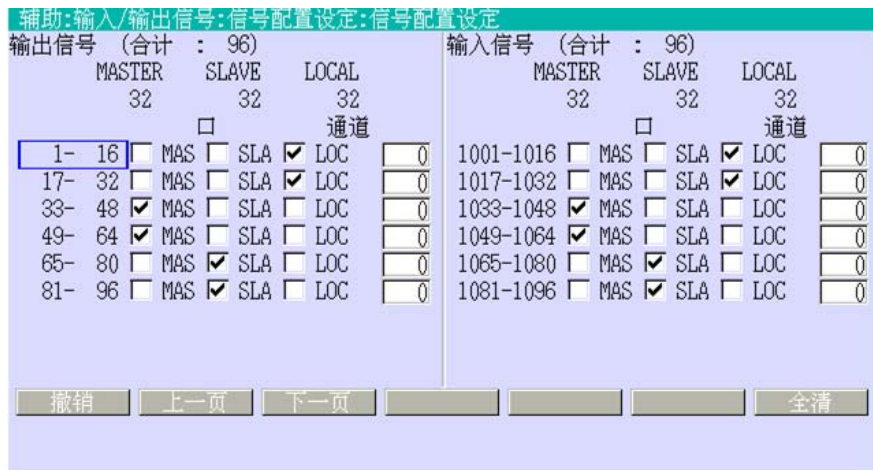 辅助:输入/输出信号:信号配置设定:信号配置设定
输出信号 (合计 : 96)
MASTER SLAVE LOCAL
32 32 32
口 通道
1- 16 MAS SLA LOC 0
17- 32 MAS SLA LOC 0
33- 48 MAS SLA LOC 0
49- 64 MAS SLA LOC 0
65- 80 MAS SLA LOC 0
81- 96 MAS SLA LOC 0
输入信号 (合计 : 96)
MASTER SLAVE LOCAL
32 32 32
口 通道
1001-1016 MAS SLA LOC 0
1017-1032 MAS SLA LOC 0
1033-1048 MAS SLA LOC 0
1049-1064 MAS SLA LOC 0
1065-1080 MAS SLA LOC 0
1081-1096 MAS SLA LOC 0
撤销 上一页 下一页 全清